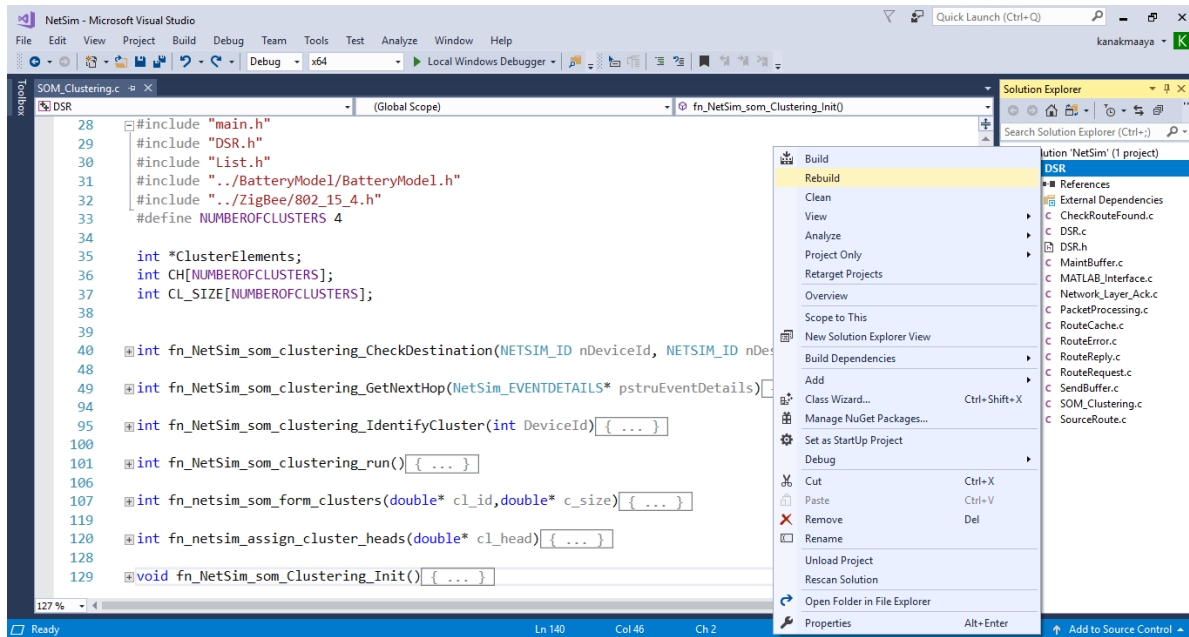 NetSim - Microsoft Visual Studio
Quick Launch (Ctrl+Q)
File Edit View Project Build Debug Team Tools Test Analyze Window Help
kanakmaaya
K
Debug x64 Local Windows Debugger
Toolbox
SOM_Clustering.c
DSR (Global Scope) fn_NetSim_som_Clustering_Init()
28 #include "main.h"
29 #include "DSR.h"
30 #include "List.h"
31 #include "../BatteryModel/BatteryModel.h"
32 #include "../ZigBee/802_15_4.h"
33 #define NUMBEROFCLUSTERS 4
34
35 int *ClusterElements;
36 int CH[NUMBEROFCLUSTERS];
37 int CL_SIZE[NUMBEROFCLUSTERS];
38
39
40 int fn_NetSim_som_clustering_CheckDestination(NETSIM_ID nDeviceId, NETSIM_ID nDes
48
49 int fn_NetSim_som_clustering_GetNextHop(NetSim_EVENTDETAILS* pstruEventDetails)
94
95 int fn_NetSim_som_clustering_IdentifyCluster(int DeviceId){ ... }
100
101 int fn_NetSim_som_clustering_run(){ ... }
106
107 int fn_netsim_som_form_clusters(double* cl_id,double* c_size){ ... }
119
120 int fn_netsim_assign_cluster_heads(double* cl_head){ ... }
128
129 void fn_NetSim_som_Clustering_Init(){ ... }
127 %
Build
Rebuild
Clean
View
Analyze
Project Only
Retarget Projects
Overview
Scope to This
New Solution Explorer View
Build Dependencies
Add
Class Wizard... Ctrl+Shift+X
Manage NuGet Packages...
Set as StartUp Project
Debug
Cut Ctrl+X
Paste Ctrl+V
Remove Del
Rename
Unload Project
Rescan Solution
Open Folder in File Explorer
Properties Alt+Enter
Solution Explorer
Search Solution Explorer (Ctrl+;)
lution 'NetSim' (1 project)
DSR
References
External Dependencies
CheckRouteFound.c
DSR.c
DSR.h
MaintBuffer.c
MATLAB_Interface.c
Network_Layer_Ack.c
PacketProcessing.c
RouteCache.c
RouteError.c
RouteReply.c
RouteRequest.c
SendBuffer.c
SOM_Clustering.c
SourceRoute.c
Ready Ln 140 Col 46 Ch 2 Add to Source Control